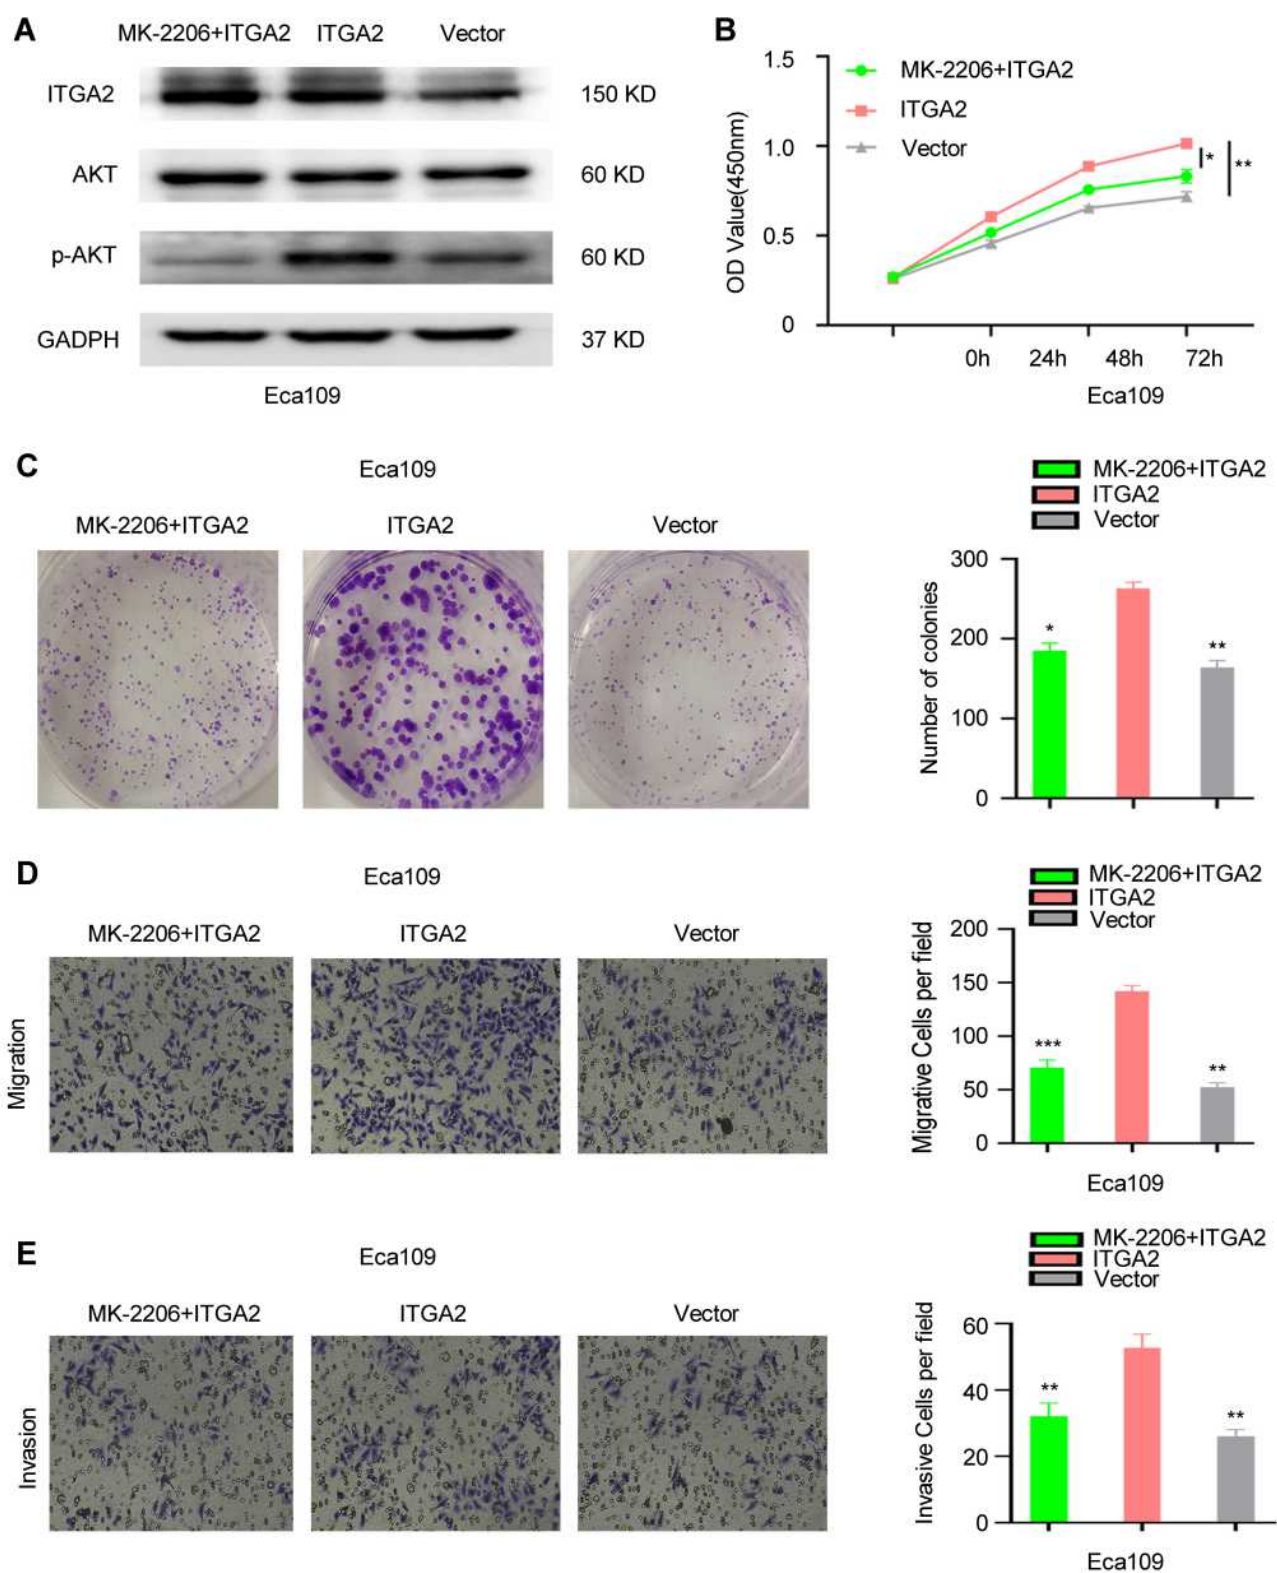 A
MK-2206+ITGA2 ITGA2 Vector
ITGA2 150 KD
AKT 60 KD
p-AKT 60 KD
GADPH 37 KD
Eca109
B
1.5
1.0
0.5
0
OD Value(450nm)
MK-2206+ITGA2
ITGA2
Vector
* **
0h 24h 48h 72h
Eca109
C
Eca109
MK-2206+ITGA2 ITGA2 Vector
MK-2206+ITGA2
ITGA2
Vector
Number of colonies
300
200
100
0
*
**
D
Eca109
MK-2206+ITGA2 ITGA2 Vector
Migration
MK-2206+ITGA2
ITGA2
Vector
Migrative Cells per field
200
150
100
50
0
***
**
Eca109
E
Eca109
MK-2206+ITGA2 ITGA2 Vector
Invasion
MK-2206+ITGA2
ITGA2
Vector
Invasive Cells per field
60
40
20
0
**
**
Eca109